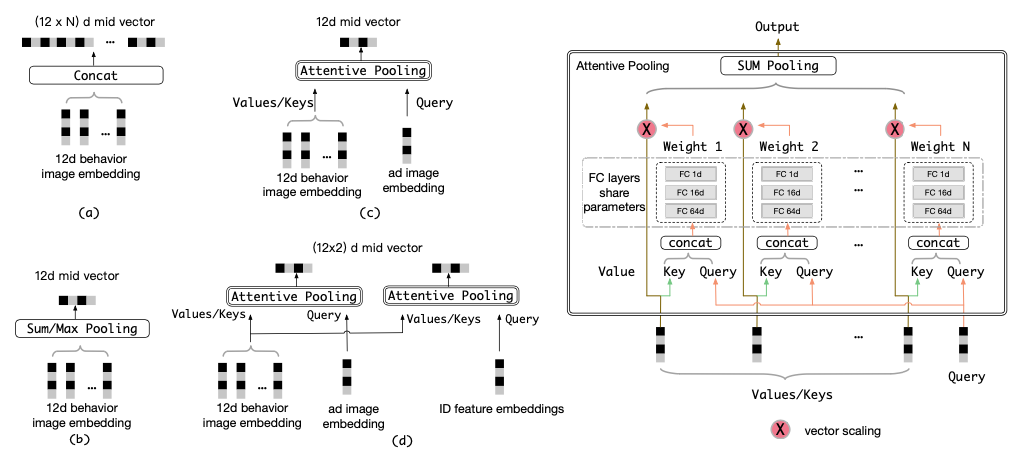 (12 x N) d mid vector
...
Concat
...
12d behavior
image embedding
(a)
12d mid vector
Sum/Max Pooling
...
12d behavior
image embedding
(b)
12d mid vector
Attentive Pooling
Values/Keys
Query
...
12d behavior
image embedding
ad image
embedding
(c)
(12x2) d mid vector
Attentive Pooling
Attentive Pooling
Values/Keys
Query
Values/Keys
Query
...
12d behavior
image embedding
ad image
embedding
ID feature embeddings
(d)
Output
Attentive Pooling
SUM Pooling
X
X
X
Weight 1
Weight 2
Weight N
FC layers
share
parameters
FC 1d
FC 16d
FC 64d
FC 1d
FC 16d
FC 64d
...
...
FC 1d
FC 16d
FC 64d
concat
concat
...
concat
Value
Key
Query
Key
Query
Key
Query
...
Query
Values/Keys
X
vector scaling